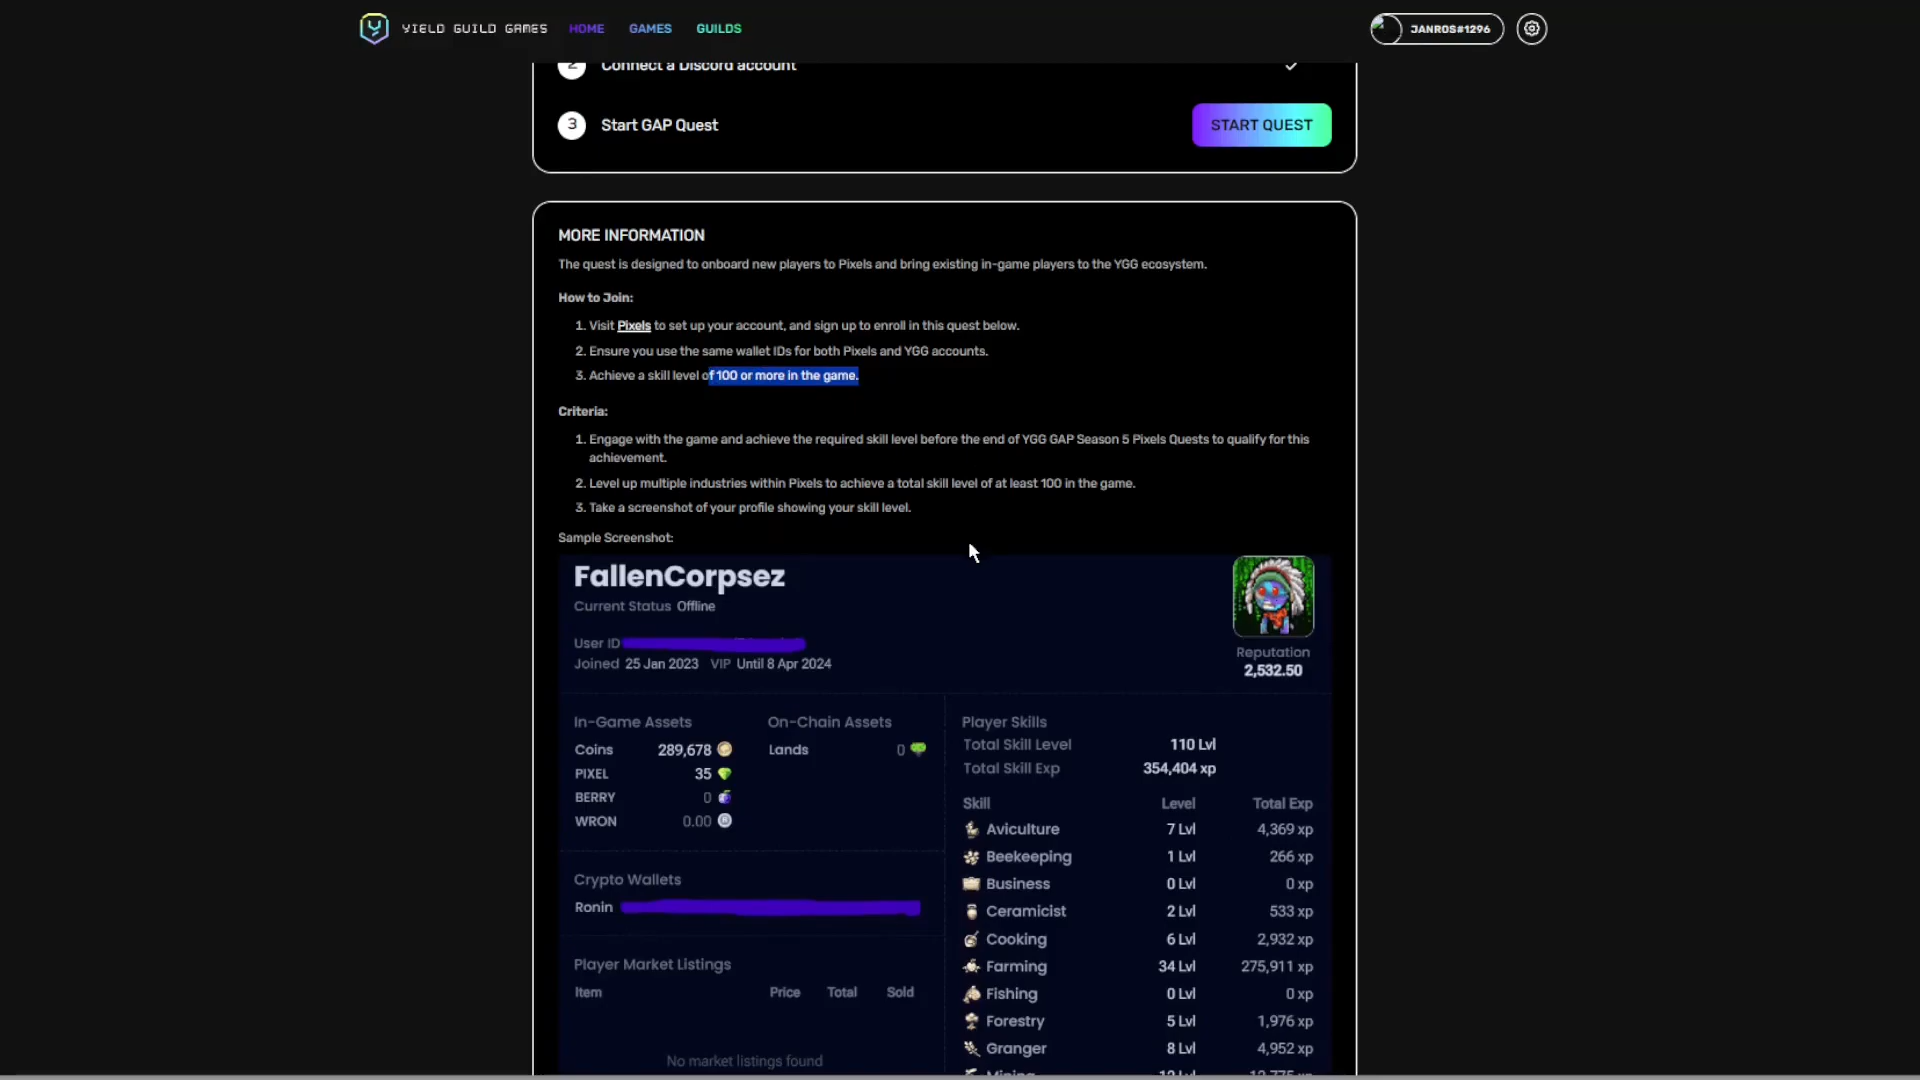 YIELD GUILD GAMES HOME GAMES GUILDS JANROS#1296
2 Connect a Discord account
3 Start GAP Quest START QUEST
MORE INFORMATION
The quest is designed to onboard new players to Pixels and bring existing in-game players to the YGG ecosystem.
How to Join:
1. Visit Pixels to set up your account, and sign up to enroll in this quest below.
2. Ensure you use the same wallet IDs for both Pixels and YGG accounts.
3. Achieve a skill level of 100 or more in the game.
Criteria:
1. Engage with the game and achieve the required skill level before the end of YGG GAP Season 5 Pixels Quests to qualify for this
achievement.
2. Level up multiple industries within Pixels to achieve a total skill level of at least 100 in the game.
3. Take a screenshot of your profile showing your skill level.
Sample Screenshot:
FallenCorpsez
Current Status Offline
User ID
Joined 25 Jan 2023 VIP Until 8 Apr 2024
Reputation
2,532.50
In-Game Assets
Coins 289,678
PIXEL 35
BERRY 0
WRON 0.00
On-Chain Assets
Lands 0
Crypto Wallets
Ronin
Player Market Listings
Item Price Total Sold
No market listings found
Player Skills
Total Skill Level 110 Lvl
Total Skill Exp 354,404 xp
Skill Level Total Exp
Aviculture 7 Lvl 4,369 xp
Beekeeping 1 Lvl 266 xp
Business 0 Lvl 0 xp
Ceramicist 2 Lvl 533 xp
Cooking 6 Lvl 2,932 xp
Farming 34 Lvl 275,911 xp
Fishing 0 Lvl 0 xp
Forestry 5 Lvl 1,976 xp
Granger 8 Lvl 4,952 xp
Mining 12 Lvl 12,775 xp